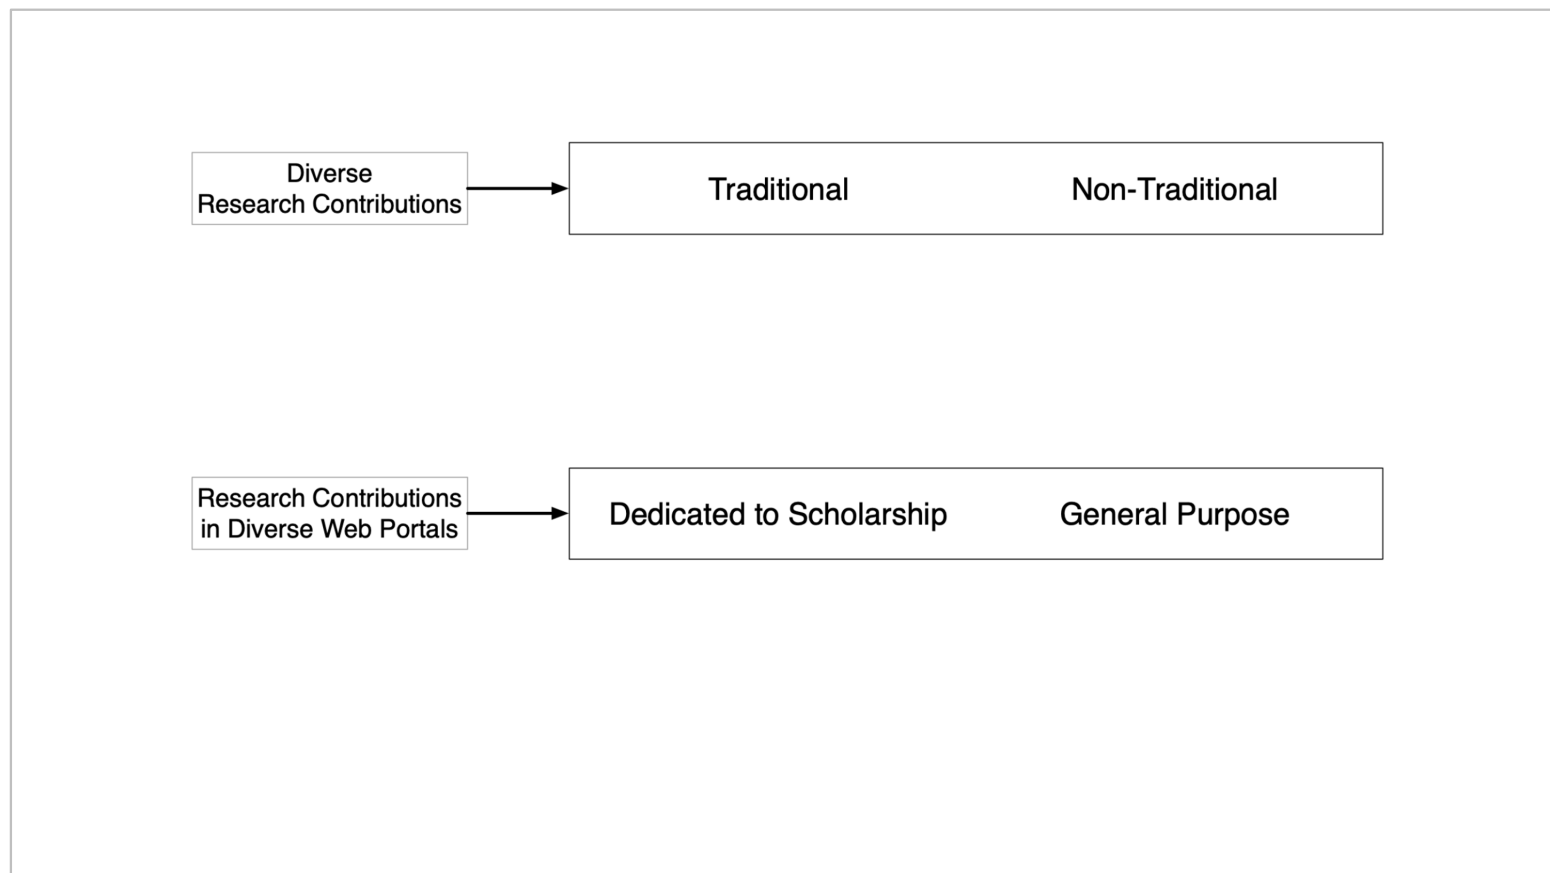 Diverse
Research Contributions
Traditional
Non-Traditional
Research Contributions
in Diverse Web Portals
Dedicated to Scholarship
General Purpose